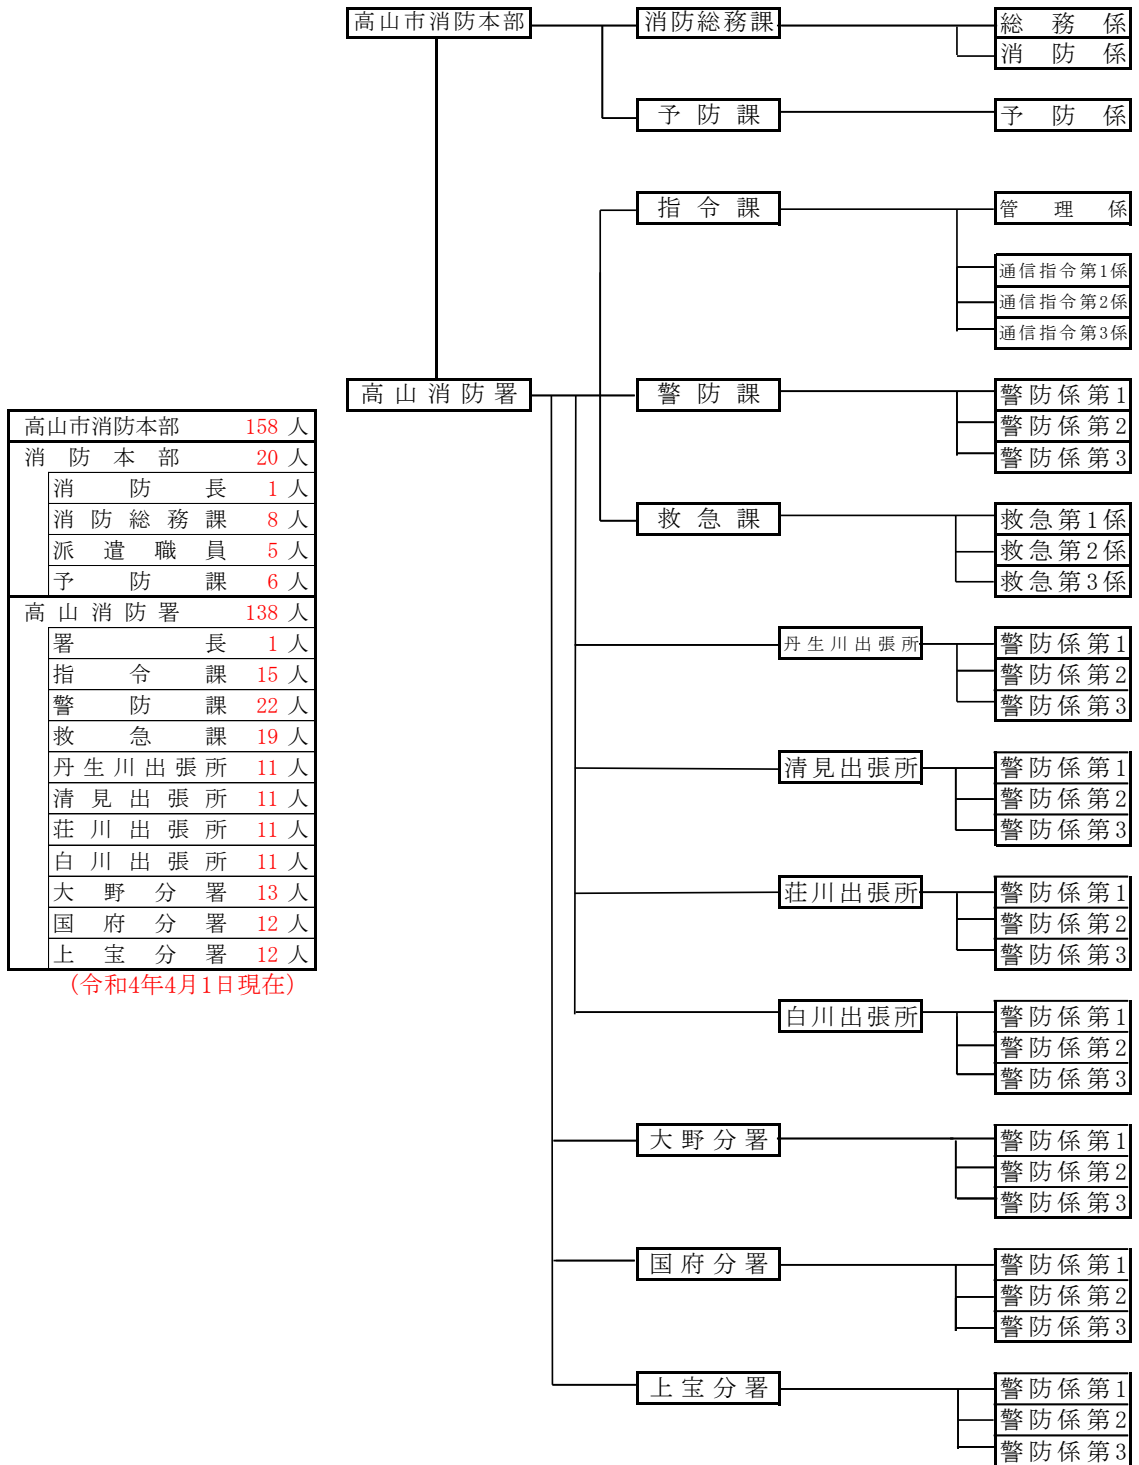 高山市消防本部
消防総務課
総務係
消防係
予防課
予防係
指令課
管理係
通信指令第1係
通信指令第2係
通信指令第3係
高山消防署
警防課
警防係第1
警防係第2
警防係第3
救急課
救急第1係
救急第2係
救急第3係
丹生川出張所
警防係第1
警防係第2
警防係第3
清見出張所
警防係第1
警防係第2
警防係第3
荘川出張所
警防係第1
警防係第2
警防係第3
白川出張所
警防係第1
警防係第2
警防係第3
大野分署
警防係第1
警防係第2
警防係第3
国府分署
警防係第1
警防係第2
警防係第3
上宝分署
警防係第1
警防係第2
警防係第3
高山市消防本部 158 人
消防本部 20 人
消防長 1 人
消防総務課 8 人
派遣職員 5 人
予防課 6 人
高山消防署 138 人
署長 1 人
指令課 15 人
警防課 22 人
救急課 19 人
丹生川出張所 11 人
清見出張所 11 人
荘川出張所 11 人
白川出張所 11 人
大野分署 13 人
国府分署 12 人
上宝分署 12 人
(令和4年4月1日現在)